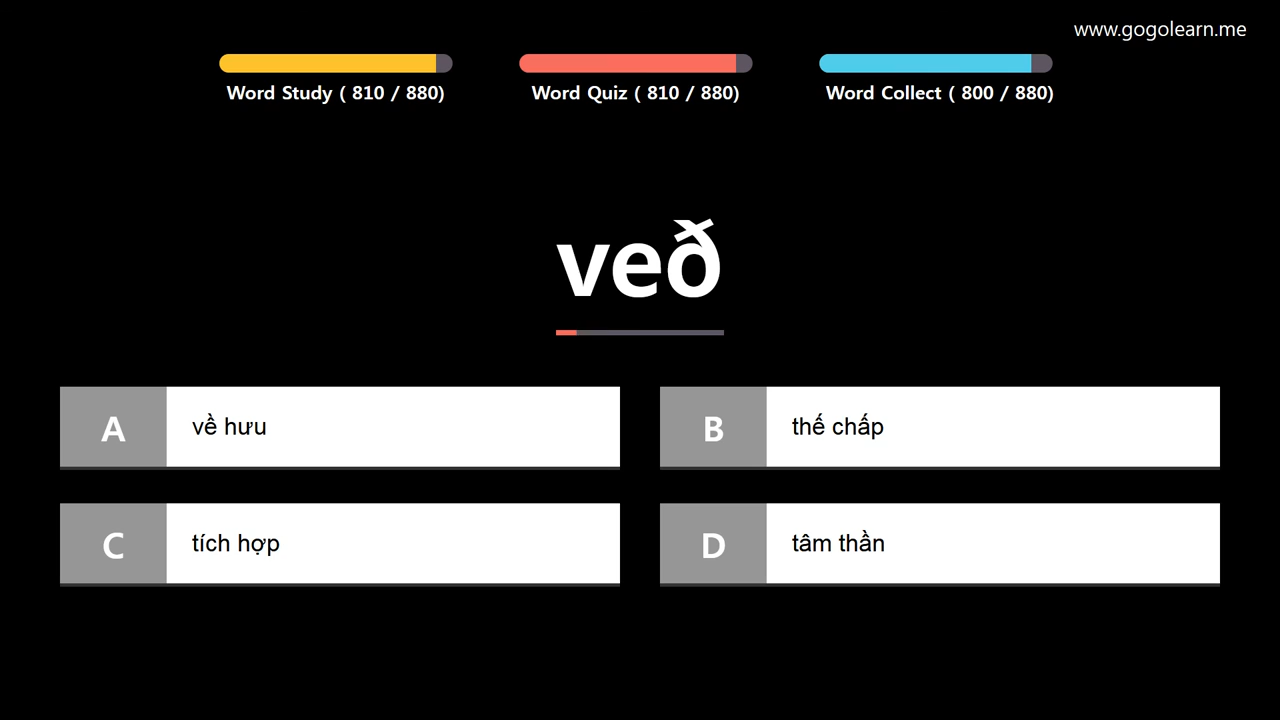 www.gogolearn.me
Word Study ( 810 / 880)
Word Quiz ( 810 / 880)
Word Collect ( 800 / 880)
veð
A
về hưu
B
thế chấp
C
tích hợp
D
tâm thần